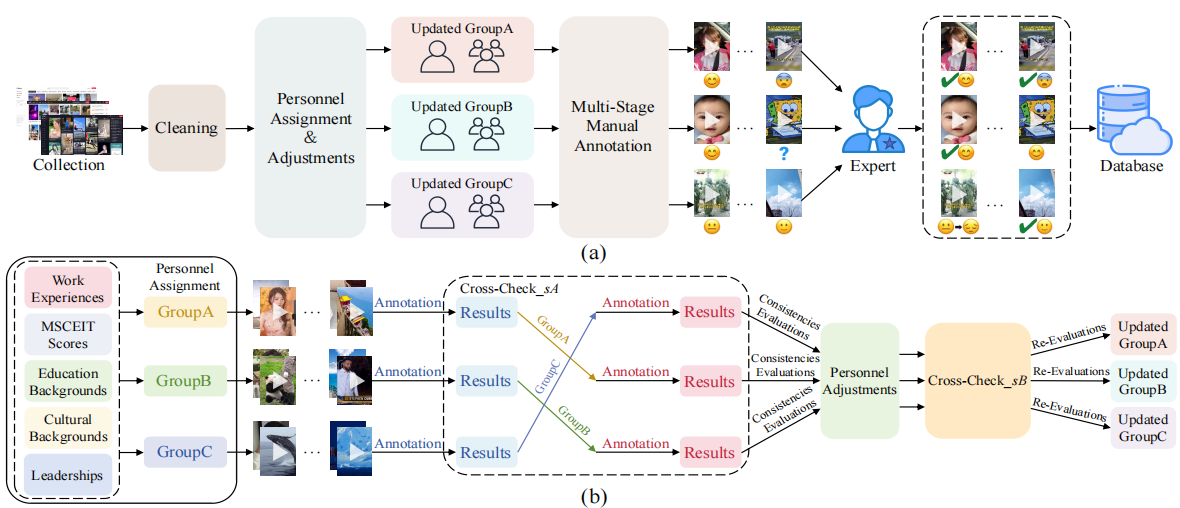 Collection
Cleaning
Personnel
Assignment
&
Adjustments
Updated GroupA
Updated GroupB
Updated GroupC
Multi-Stage
Manual
Annotation
...
...
?
...
Expert
...
...
...
Database
(a)
Work
Experiences
MSCEIT
Scores
Education
Backgrounds
Cultural
Backgrounds
Leaderships
Personnel
Assignment
GroupA
GroupB
GroupC
...
...
...
Annotation
Annotation
Annotation
Cross-Check_sA
Results
Results
Results
GroupA
GroupC
GroupB
Annotation
Annotation
Annotation
Results
Results
Results
Consistencies
Evaluations
Consistencies
Evaluations
Consistencies
Evaluations
Personnel
Adjustments
Cross-Check_sB
Re-Evaluations
Re-Evaluations
Re-Evaluations
Updated
GroupA
Updated
GroupB
Updated
GroupC
(b)